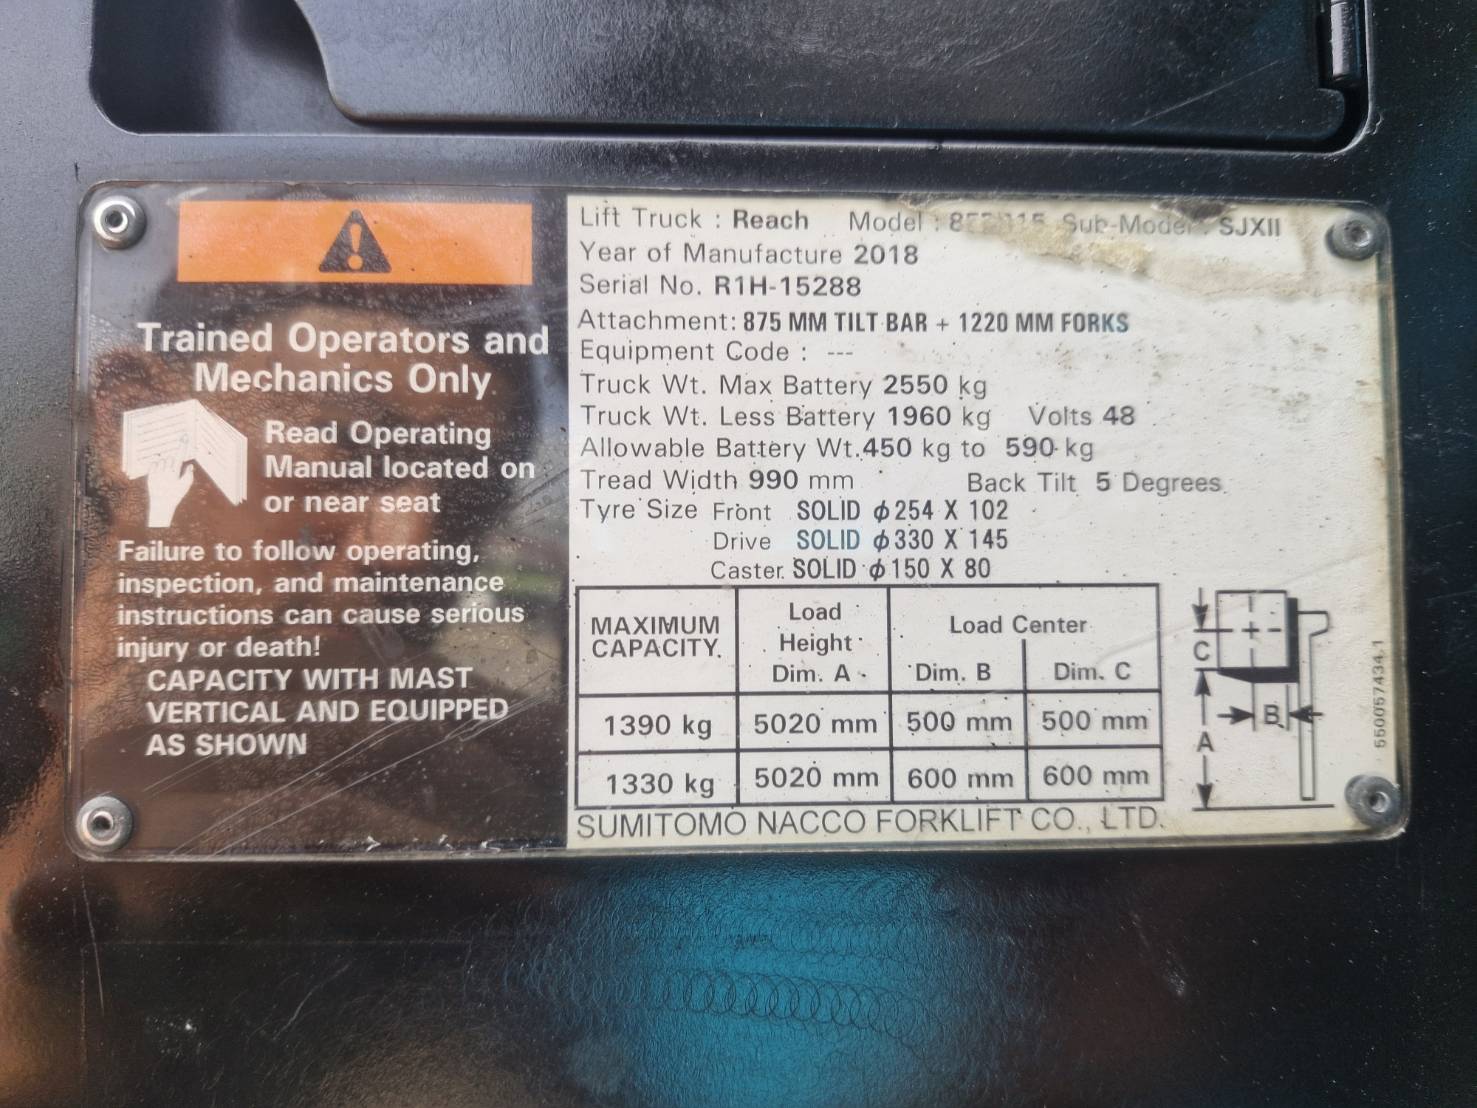 Trained Operators and
Mechanics Only.
Read Operating
Manual located on
or near seat
Failure to follow operating,
inspection, and maintenance
instructions can cause serious
injury or death!
CAPACITY WITH MAST
VERTICAL AND EQUIPPED
AS SHOWN
Lift Truck : Reach Model : Sub-Model : SJXII
Year of Manufacture 2018
Serial No. R1H-15288
Attachment: 875 MM TILT BAR + 1220 MM FORKS
Equipment Code : ---
Truck Wt. Max Battery 2550 kg
Truck Wt. Less Battery 1960 kg Volts 48
Allowable Battery Wt. 450 kg to 590 kg
Tread Width 990 mm Back Tilt 5 Degrees
Tyre Size Front SOLID φ254 X 102
Drive SOLID φ330 X 145
Caster SOLID φ150 X 80
MAXIMUM CAPACITY Load Height Dim. A Load Center Dim. B Dim. C
1390 kg 5020 mm 500 mm 500 mm
1330 kg 5020 mm 600 mm 600 mm
C
B
A
550057434.1
SUMITOMO NACCO FORKLIFT CO., LTD.